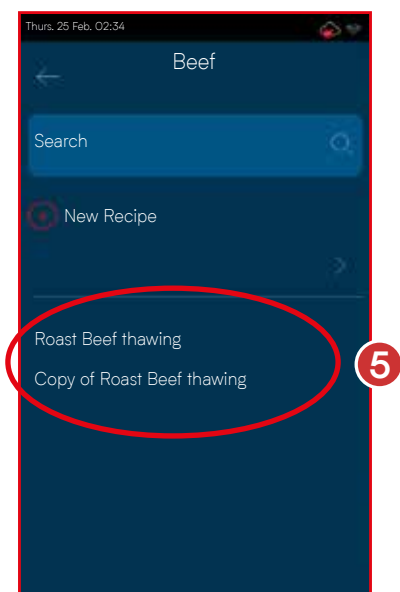 Thurs. 25 Feb. 02:34
Beef
Search
New Recipe
Roast Beef thawing
5
Copy of Roast Beef thawing